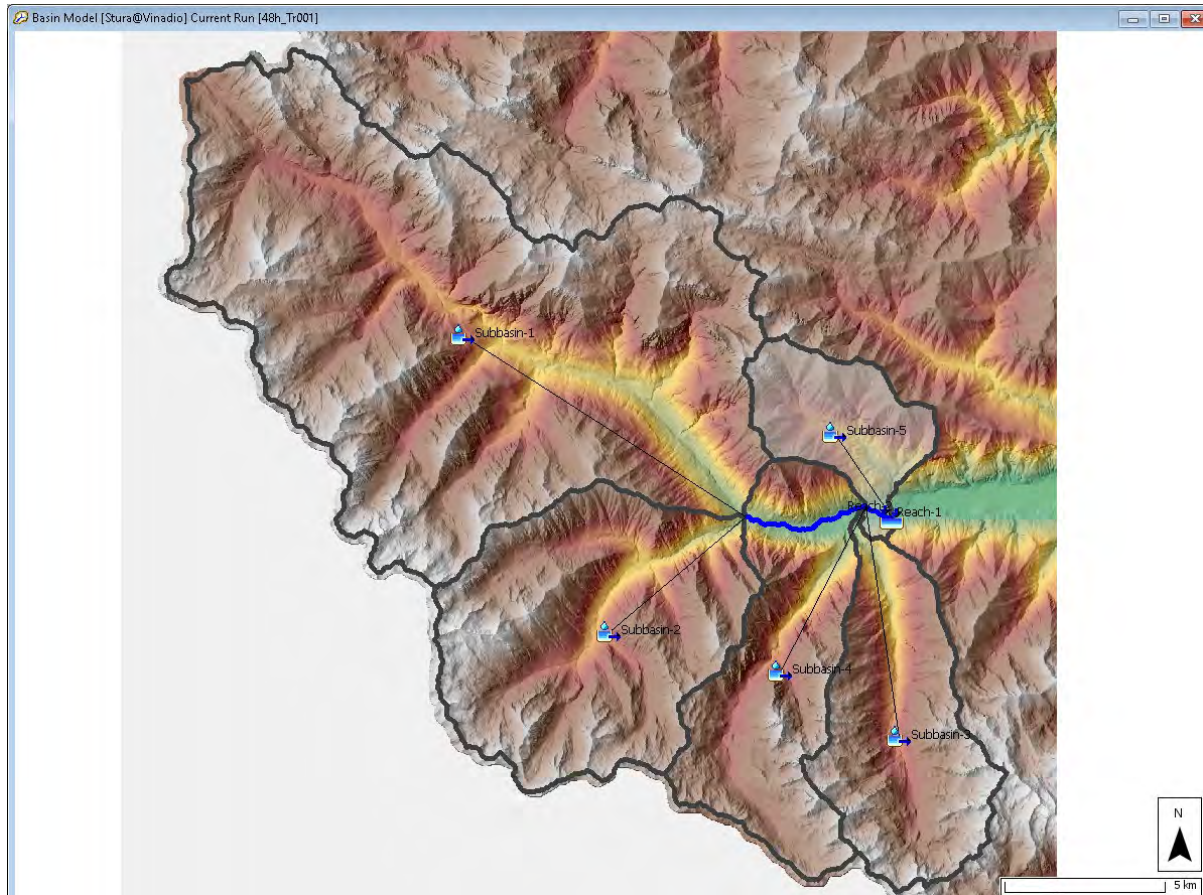 Basin Model [Stura@Vinadio] Current Run [48h_Tr001]
Subbasin-1
Subbasin-5
Reach-1
Subbasin-2
Subbasin-4
Subbasin-3
N
5 km